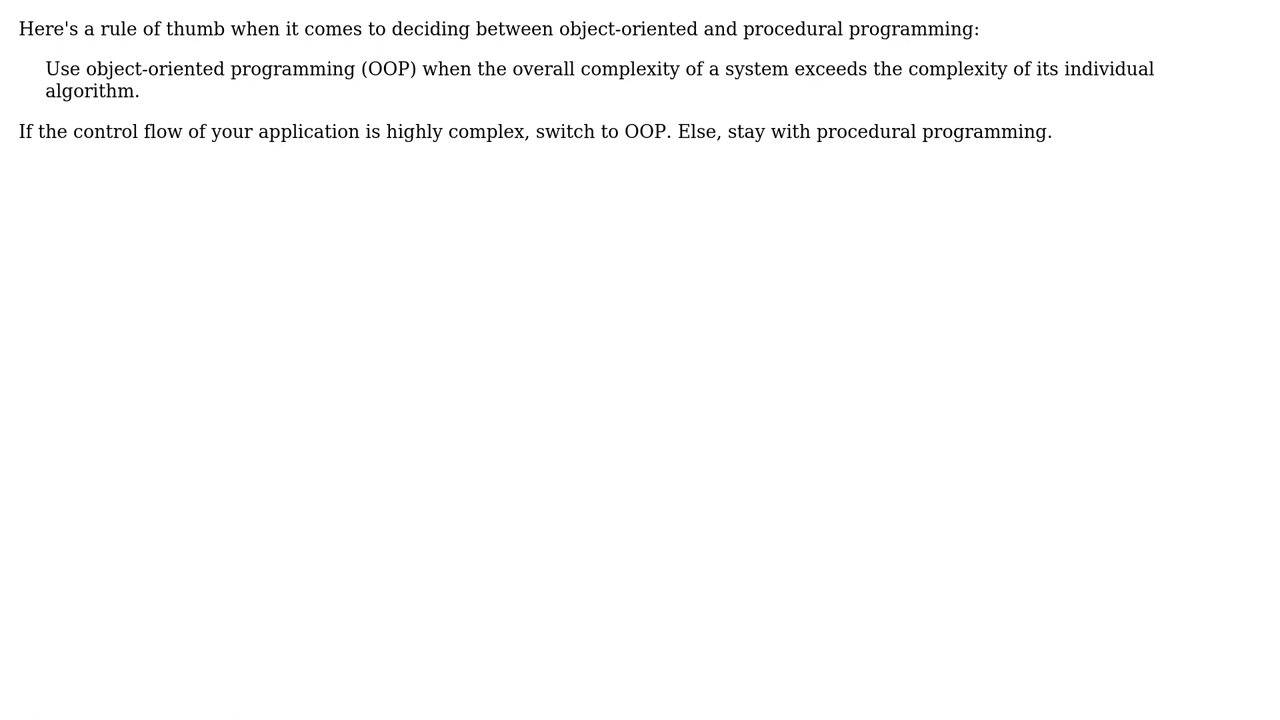 Here's a rule of thumb when it comes to deciding between object-oriented and procedural programming:
Use object-oriented programming (OOP) when the overall complexity of a system exceeds the complexity of its individual
algorithm.
If the control flow of your application is highly complex, switch to OOP. Else, stay with procedural programming.